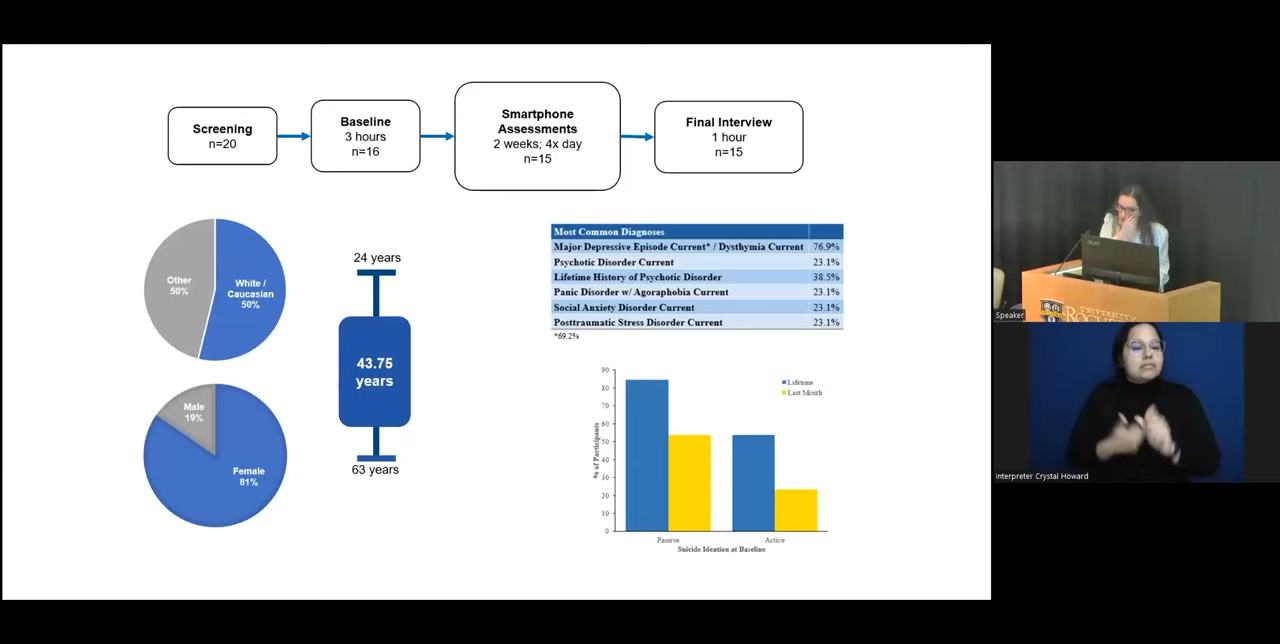 Screening
n=20
Baseline
3 hours
n=16
Smartphone
Assessments
2 weeks; 4x day
n=15
Final Interview
1 hour
n=15
Other
50%
White /
Caucasian
50%
Male
19%
Female
81%
24 years
43.75
years
63 years
Most Common Diagnoses
Major Depressive Episode Current* / Dysthymia Current 76.9%
Psychotic Disorder Current 23.1%
Lifetime History of Psychotic Disorder 38.5%
Panic Disorder w/ Agoraphobia Current 23.1%
Social Anxiety Disorder Current 23.1%
Posttraumatic Stress Disorder Current 23.1%
*69.2%
% of Participants
90
80
70
60
50
40
30
20
10
0
Lifetime
Last Month
Passive
Active
Suicide Ideation at Baseline
acer
UNIVERSITY
ROCHE
Speaker
Interpreter Crystal Howard